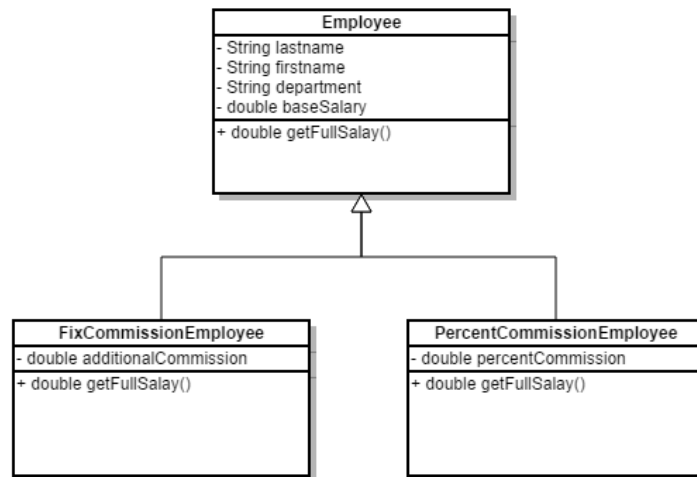 Employee
- String lastname
- String firstname
- String department
- double baseSalary
+ double getFullSalay()
FixCommissionEmployee
- double additionalCommission
+ double getFullSalay()
PercentCommissionEmployee
- double percentCommission
+ double getFullSalay()